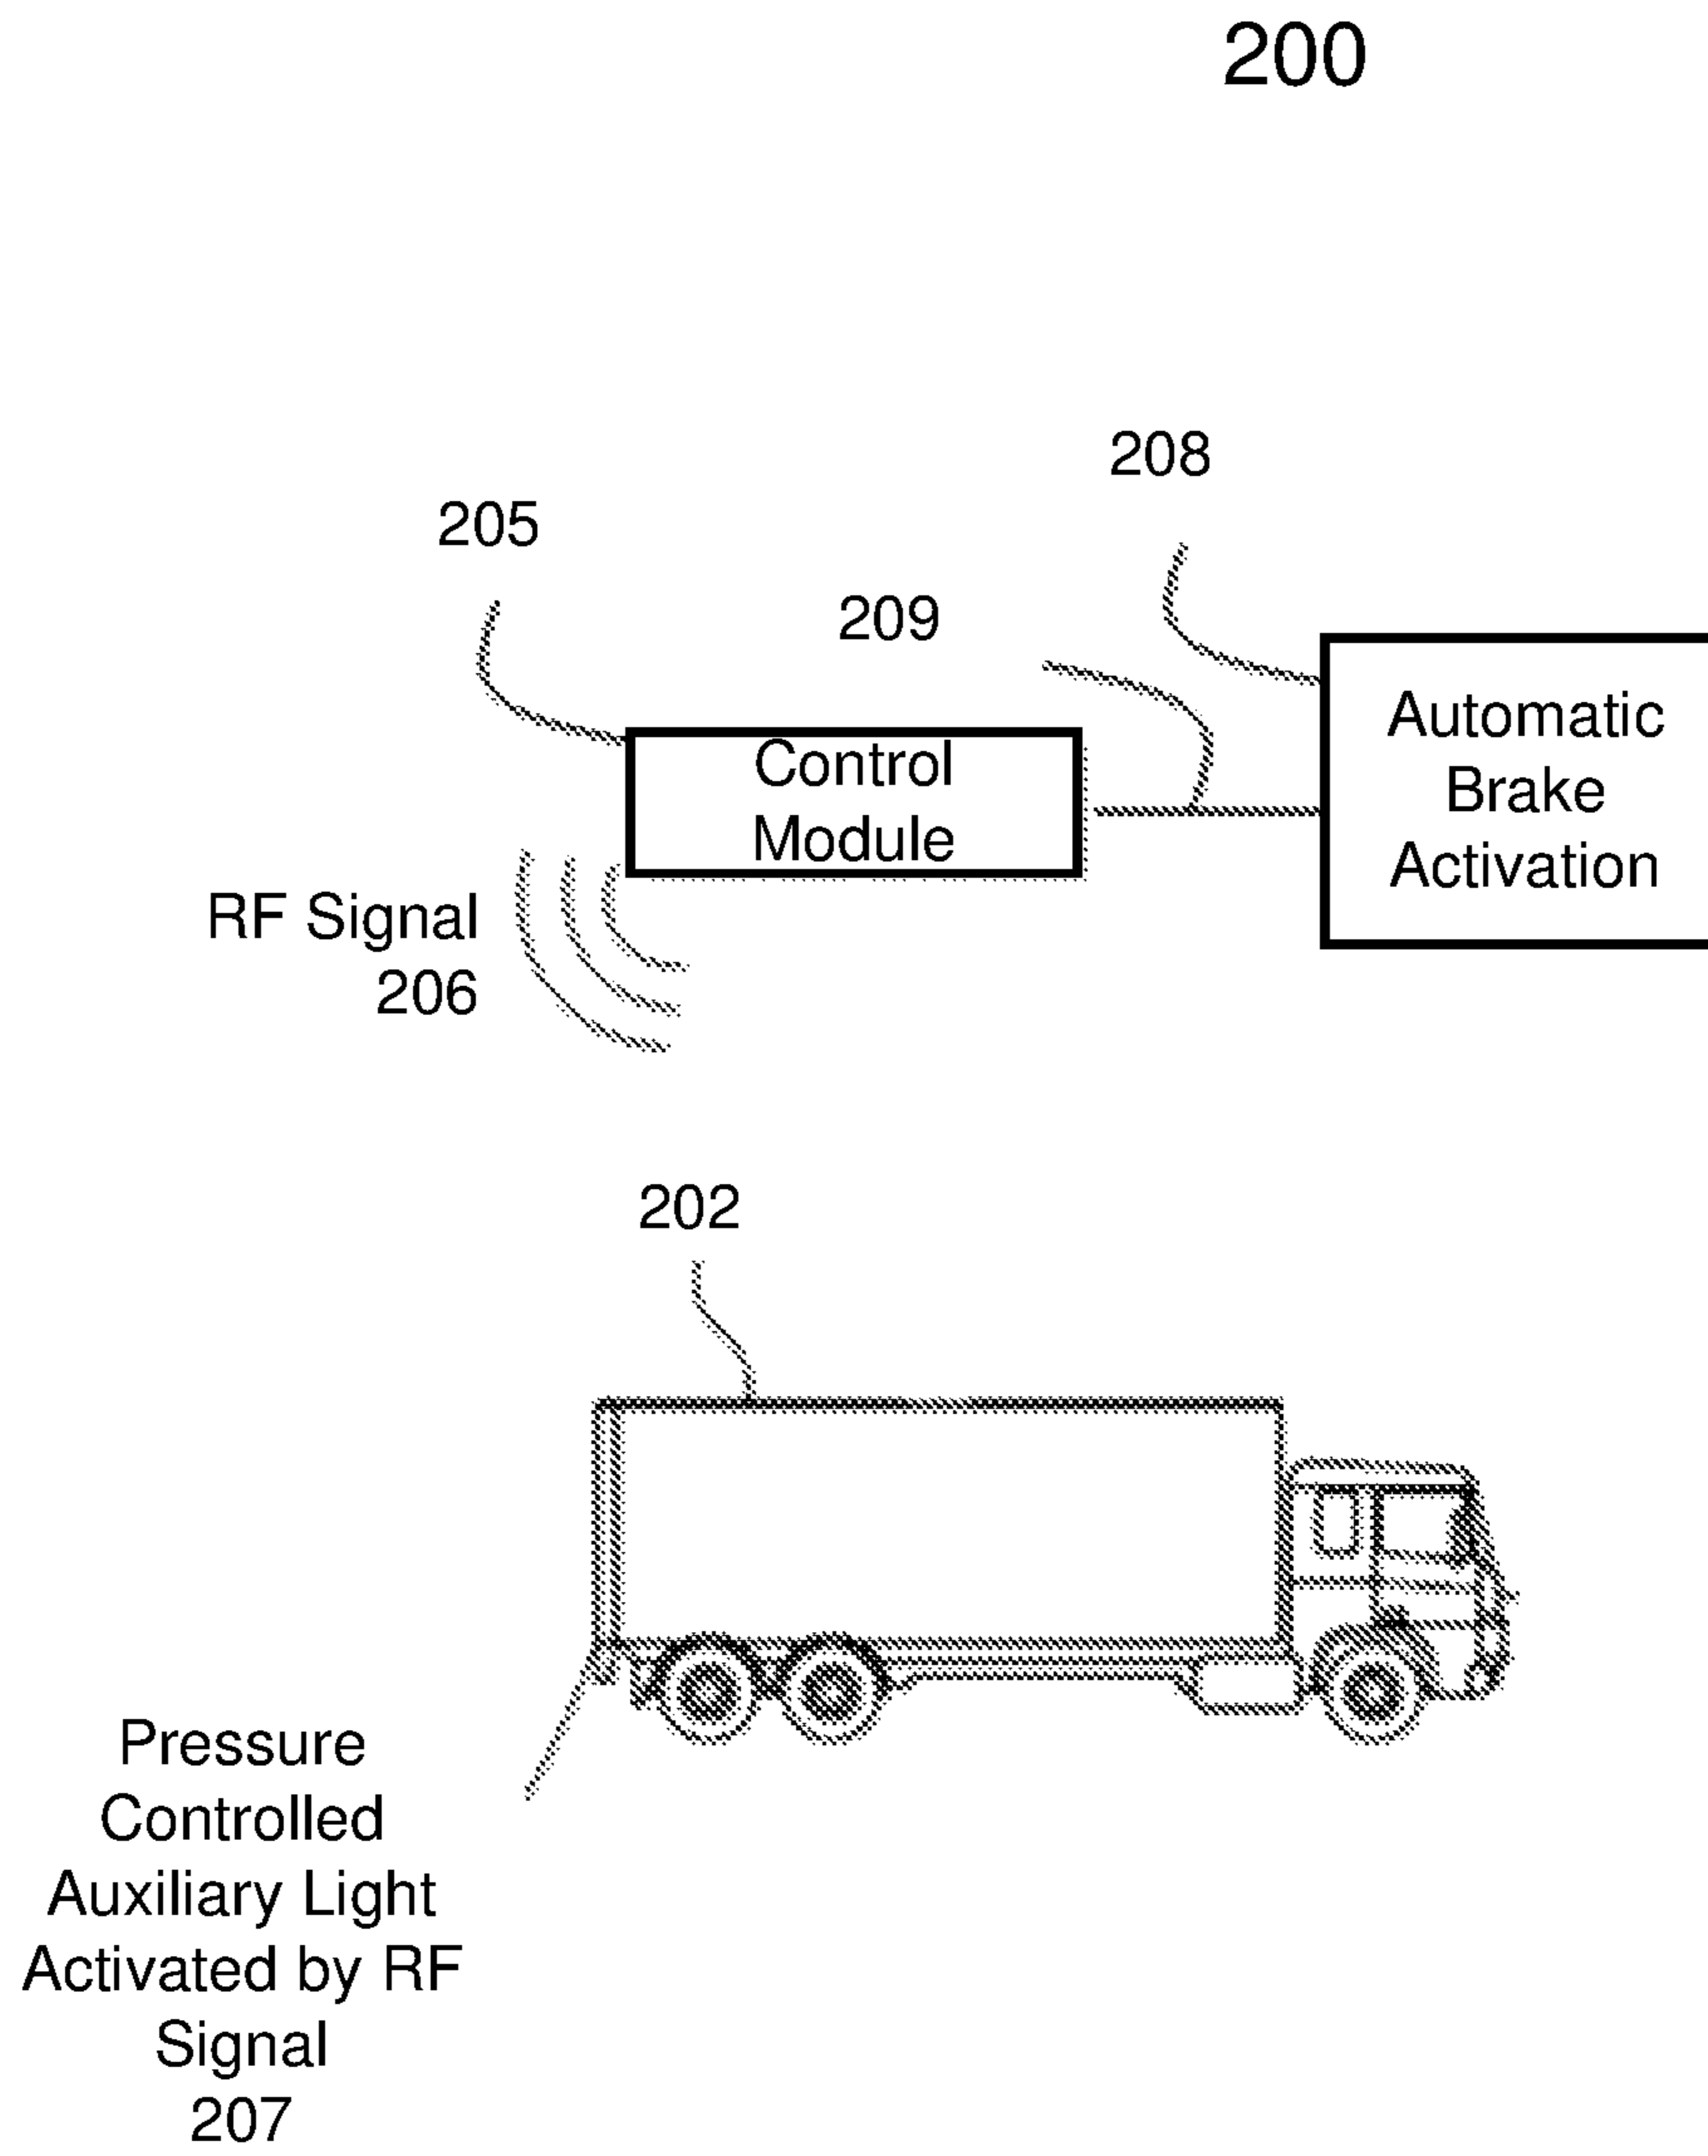 200
208
205
209
Automatic
Brake
Activation
Control
Module
RF Signal
206
202
Pressure
Controlled
Auxiliary Light
Activated by RF
Signal
207